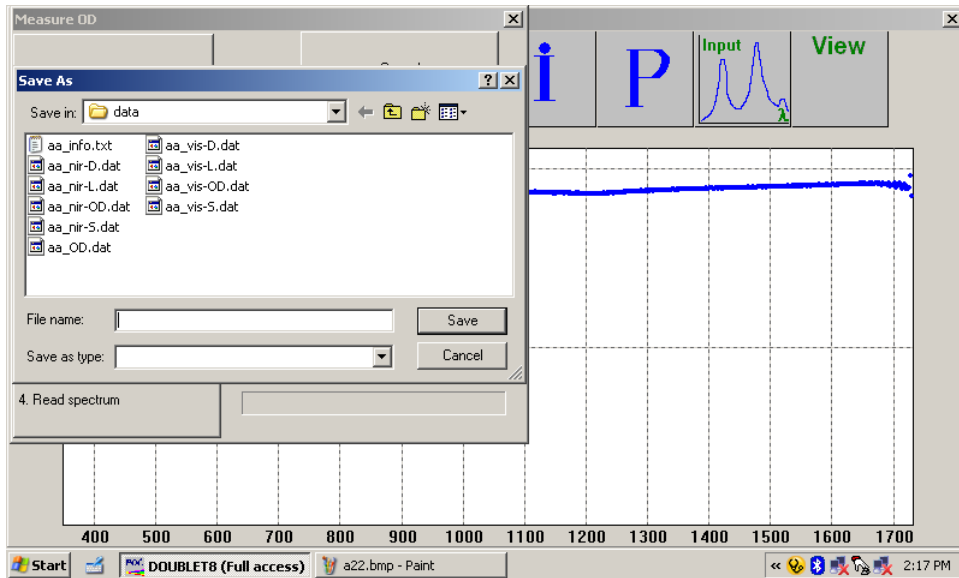 Measure OD
Save As
Save in: data
aa_info.txt
aa_nir-D.dat
aa_nir-L.dat
aa_nir-OD.dat
aa_nir-S.dat
aa_OD.dat
aa_vis-D.dat
aa_vis-L.dat
aa_vis-OD.dat
aa_vis-S.dat
File name:
Save
Save as type:
Cancel
4. Read spectrum
i
P
Input
λ
View
400 500 600 700 800 900 1000 1100 1200 1300 1400 1500 1600 1700
Start
DOUBLET8 (Full access)
a22.bmp - Paint
2:17 PM